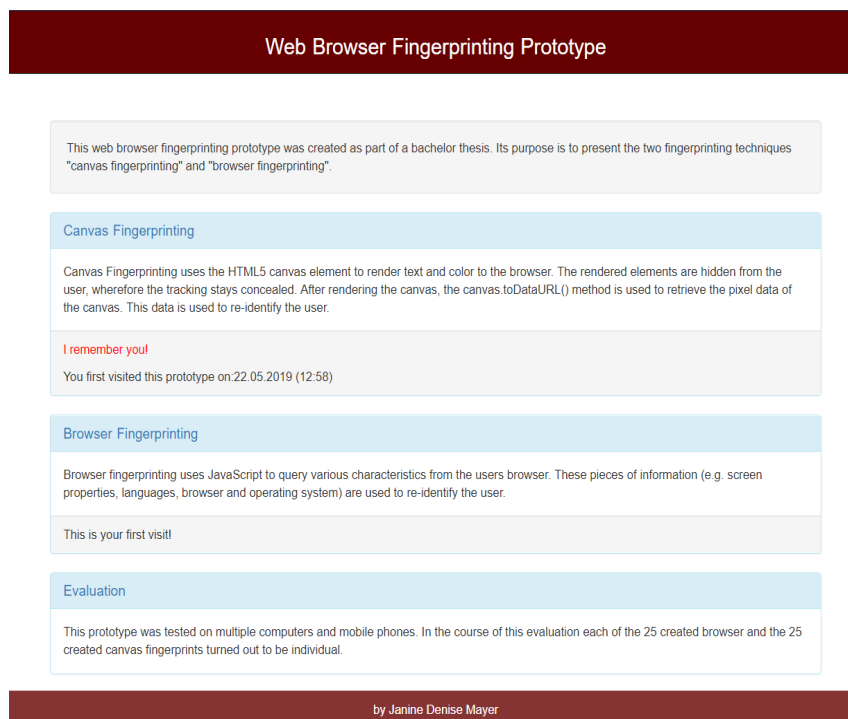 Web Browser Fingerprinting Prototype
This web browser fingerprinting prototype was created as part of a bachelor thesis. Its purpose is to present the two fingerprinting techniques
"canvas fingerprinting" and "browser fingerprinting".
Canvas Fingerprinting
Canvas Fingerprinting uses the HTML5 canvas element to render text and color to the browser. The rendered elements are hidden from the
user, wherefore the tracking stays concealed. After rendering the canvas, the canvas.toDataURL() method is used to retrieve the pixel data of
the canvas. This data is used to re-identify the user.
I remember you!
You first visited this prototype on:22.05.2019 (12:58)
Browser Fingerprinting
Browser fingerprinting uses JavaScript to query various characteristics from the users browser. These pieces of information (e.g. screen
properties, languages, browser and operating system) are used to re-identify the user.
This is your first visit!
Evaluation
This prototype was tested on multiple computers and mobile phones. In the course of this evaluation each of the 25 created browser and the 25
created canvas fingerprints turned out to be individual.
by Janine Denise Mayer